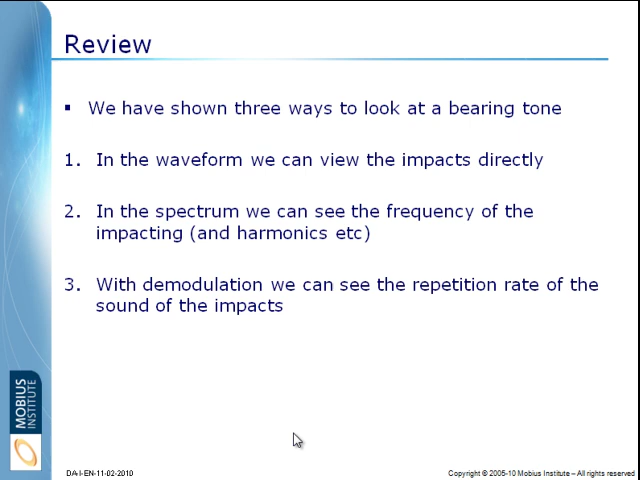 Review
▪ We have shown three ways to look at a bearing tone
1. In the waveform we can view the impacts directly
2. In the spectrum we can see the frequency of the
impacting (and harmonics etc)
3. With demodulation we can see the repetition rate of the
sound of the impacts
MOBIUS
INSTITUTE
DA-I-EN-11-02-2010
Copyright © 2005-10 Mobius Institute – All rights reserved